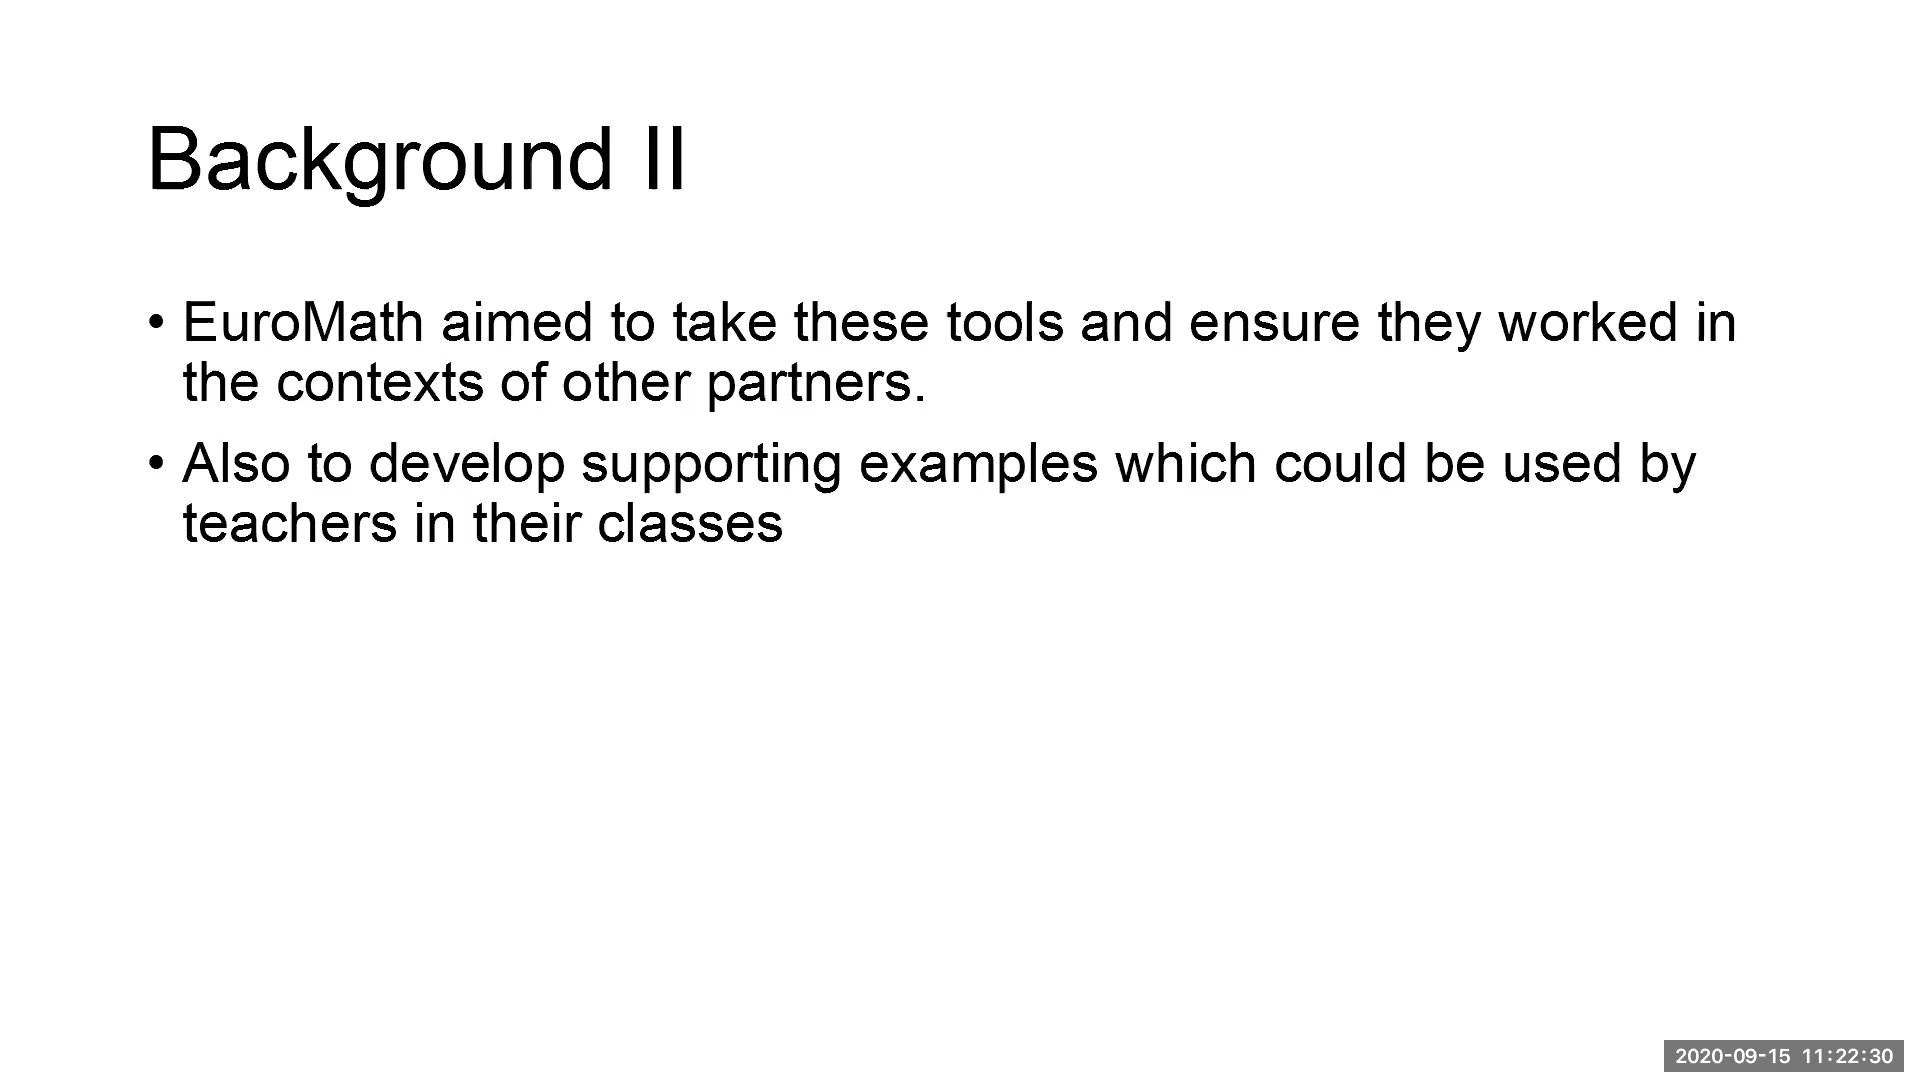 Background II
• EuroMath aimed to take these tools and ensure they worked in
the contexts of other partners.
• Also to develop supporting examples which could be used by
teachers in their classes
2020-09-15 11:22:30